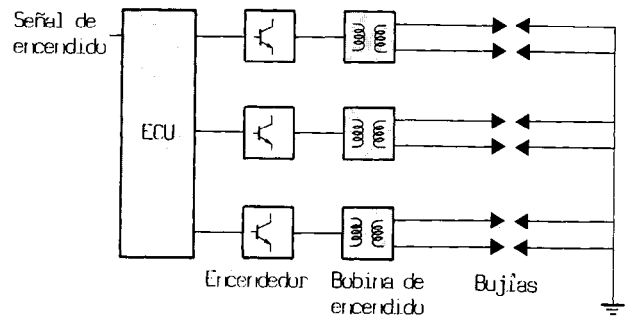 Señal de
encendido
ECU
Encendedor
Bobina de
encendido
Bujías